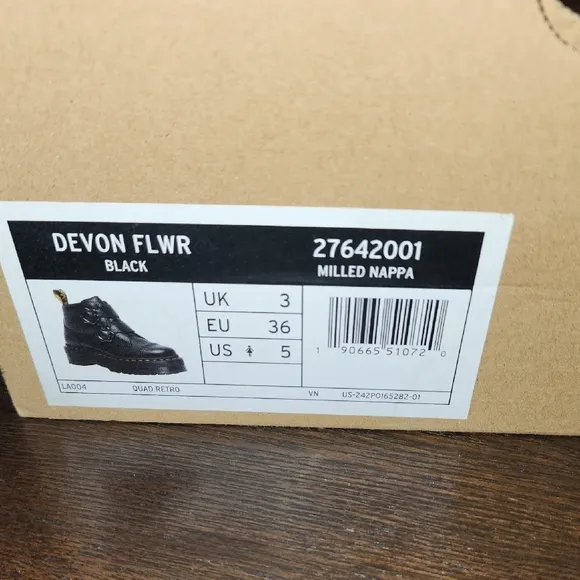 DEVON FLWR 27642001
BLACK MILLED NAPPA
UK 3
EU 36
US 5
1 90665 51072 0
LA004 QUAD RETRO VN US-242P0165282-01